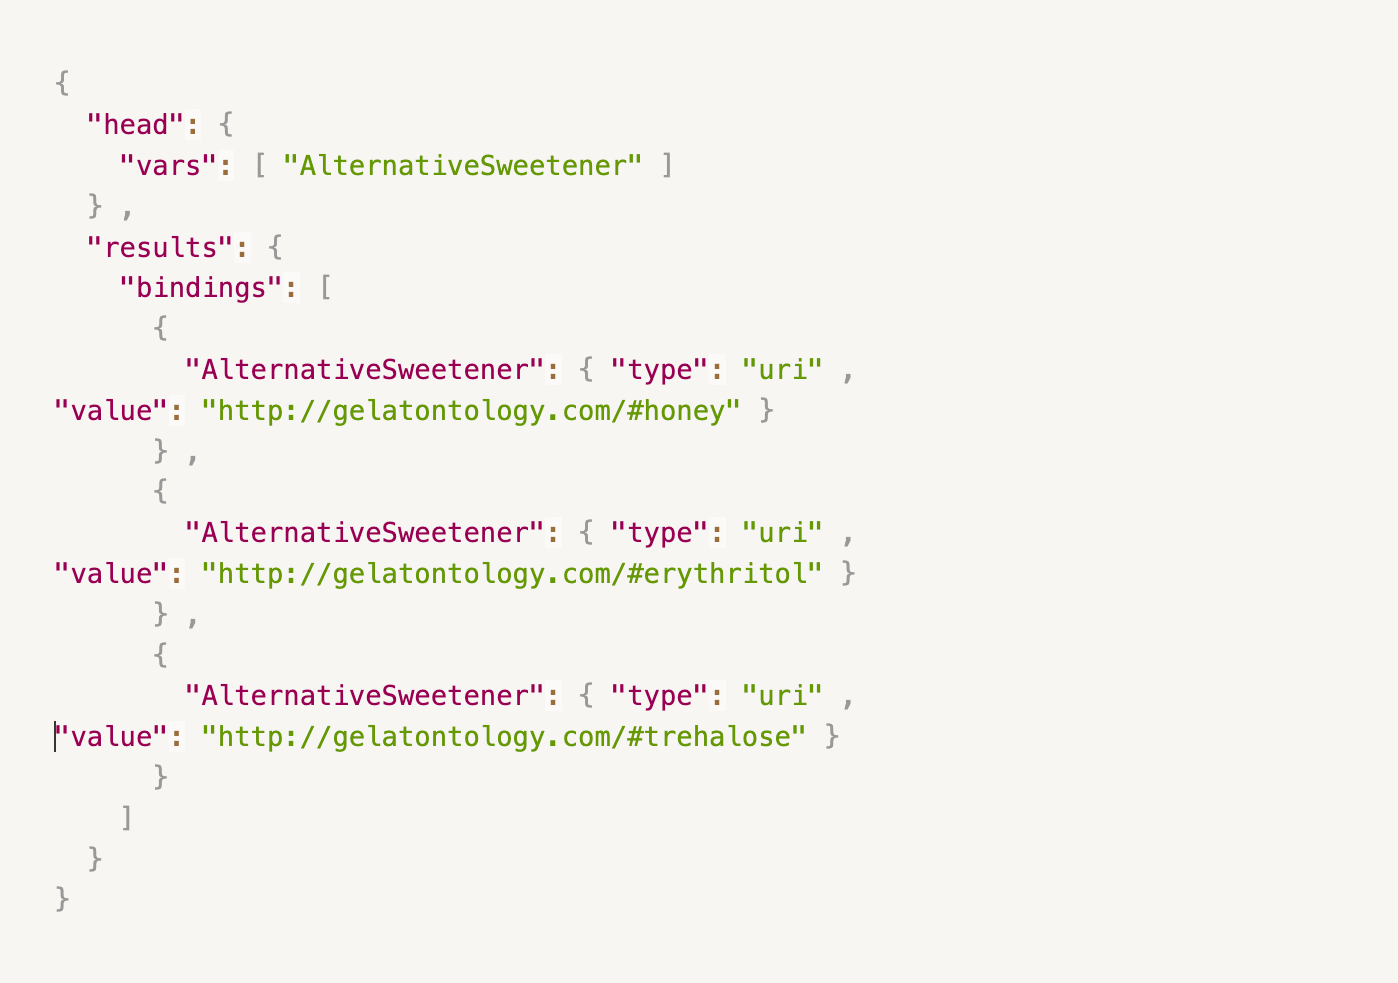 {
  "head": {
    "vars": [ "AlternativeSweetener" ]
  } ,
  "results": {
    "bindings": [
      {
        "AlternativeSweetener": { "type": "uri" ,
"value": "http://gelatontology.com/#honey" }
      } ,
      {
        "AlternativeSweetener": { "type": "uri" ,
"value": "http://gelatontology.com/#erythritol" }
      } ,
      {
        "AlternativeSweetener": { "type": "uri" ,
"value": "http://gelatontology.com/#trehalose" }
      }
    ]
  }
}